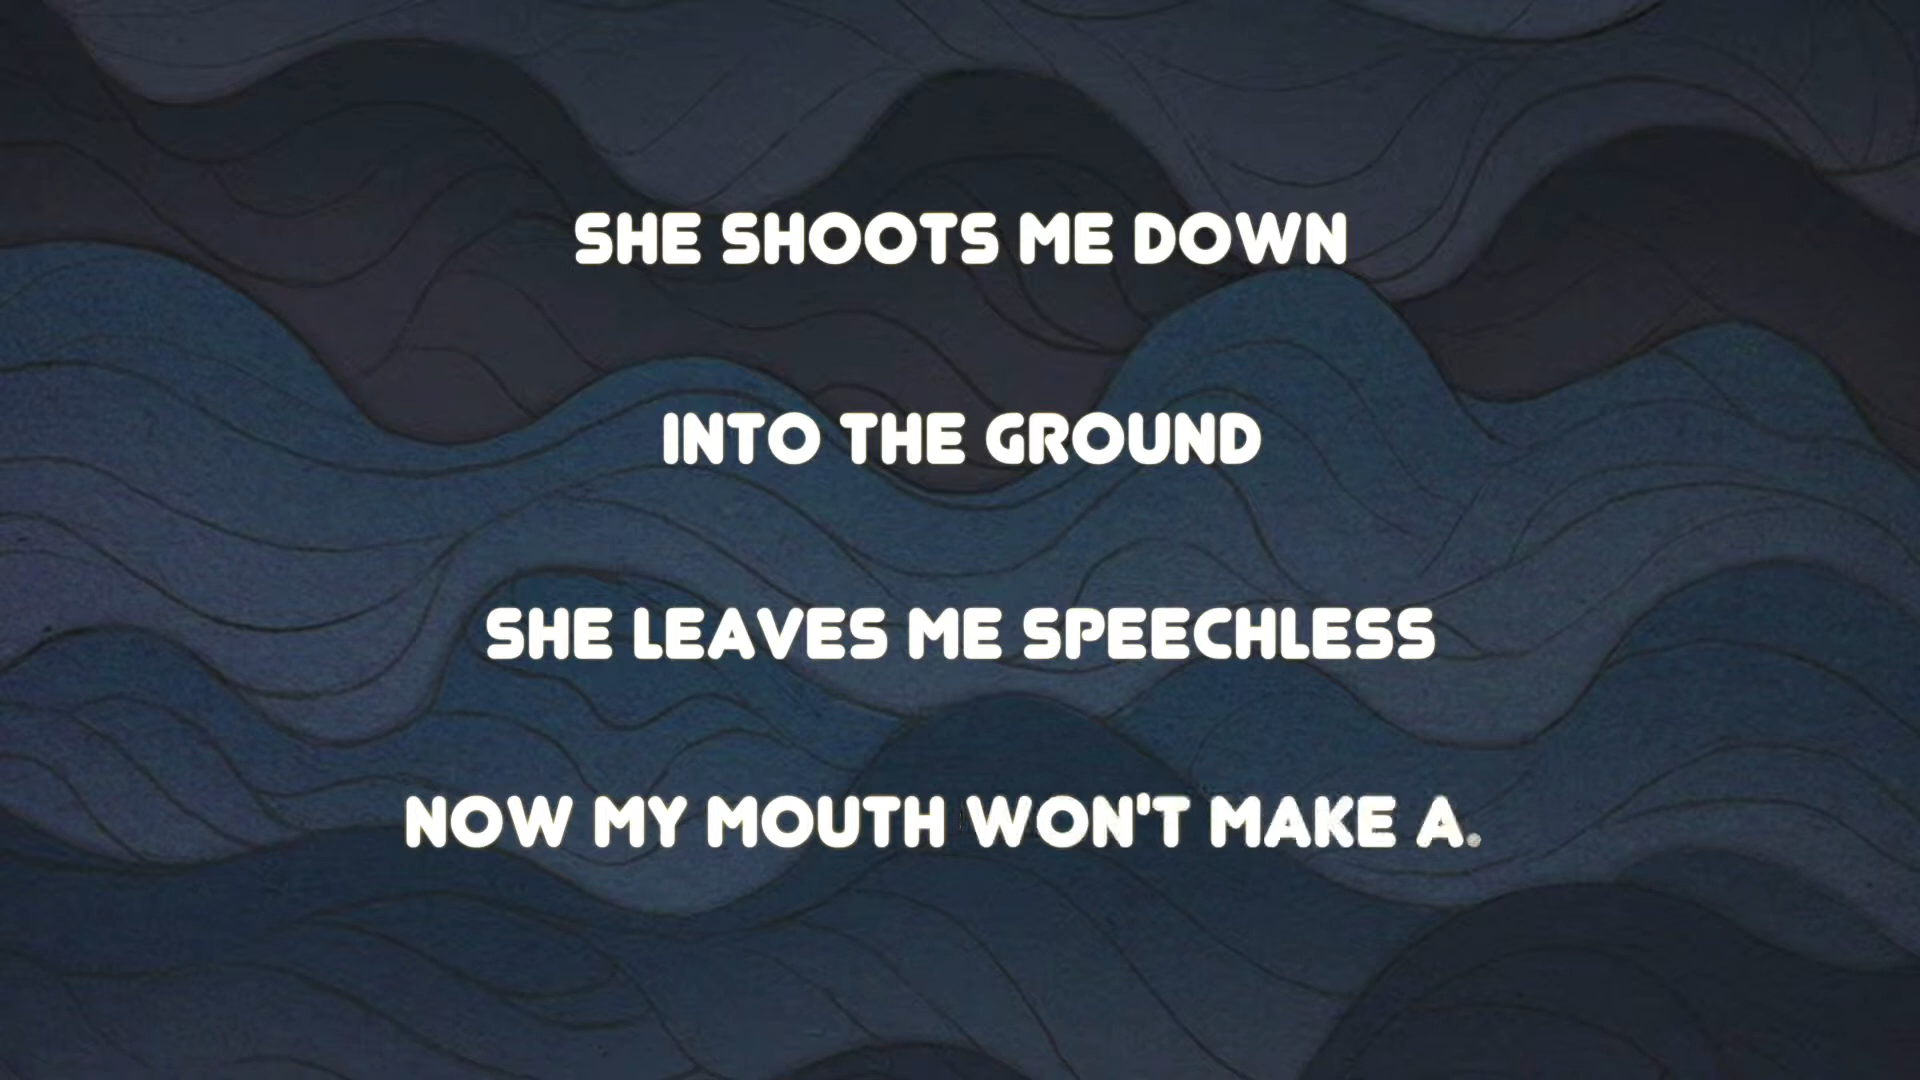 SHE SHOOTS ME DOWN
INTO THE GROUND
SHE LEAVES ME SPEECHLESS
NOW MY MOUTH WON'T MAKE A.